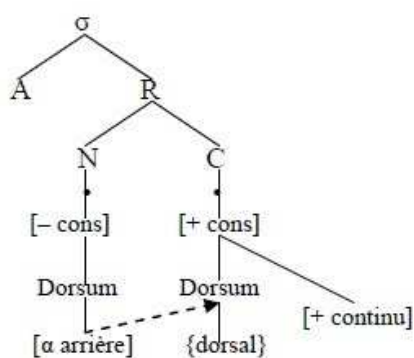 σ
A R
N C
[– cons] [+ cons]
Dorsum Dorsum
[+ continu]
[α arrière] {dorsal}